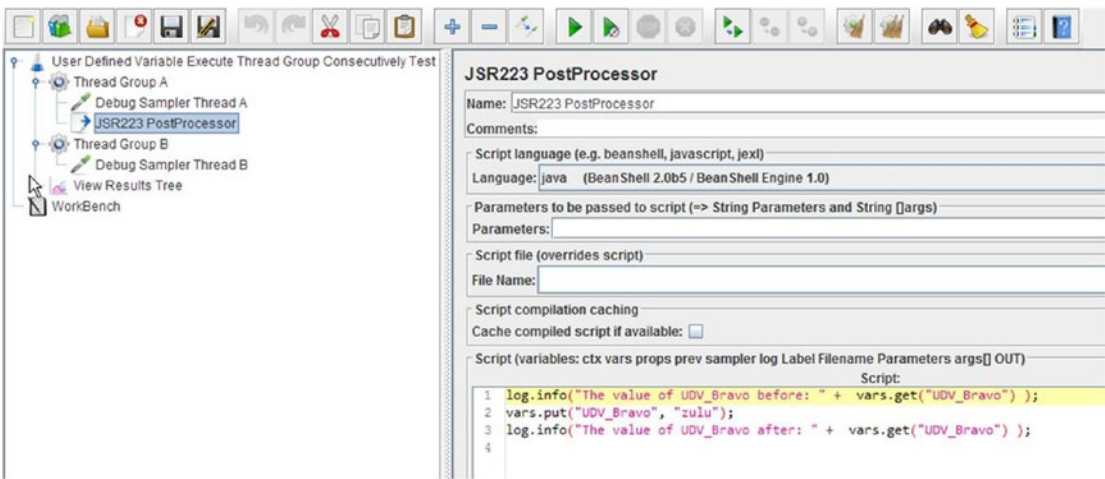 User Defined Variable Execute Thread Group Consecutively Test
Thread Group A
Debug Sampler Thread A
JSR223 PostProcessor
Thread Group B
Debug Sampler Thread B
View Results Tree
WorkBench
JSR223 PostProcessor
Name: JSR223 PostProcessor
Comments:
Script language (e.g. beanshell, javascript, jexl)
Language: java (BeanShell 2.0b5 / BeanShell Engine 1.0)
Parameters to be passed to script (=> String Parameters and String []args)
Parameters:
Script file (overrides script)
File Name:
Script compilation caching
Cache compiled script if available:
Script (variables: ctx vars props prev sampler log Label Filename Parameters args[] OUT)
Script:
1 log.info("The value of UDV_Bravo before: " + vars.get("UDV_Bravo") );
2 vars.put("UDV_Bravo", "zulu");
3 log.info("The value of UDV_Bravo after: " + vars.get("UDV_Bravo") );
4